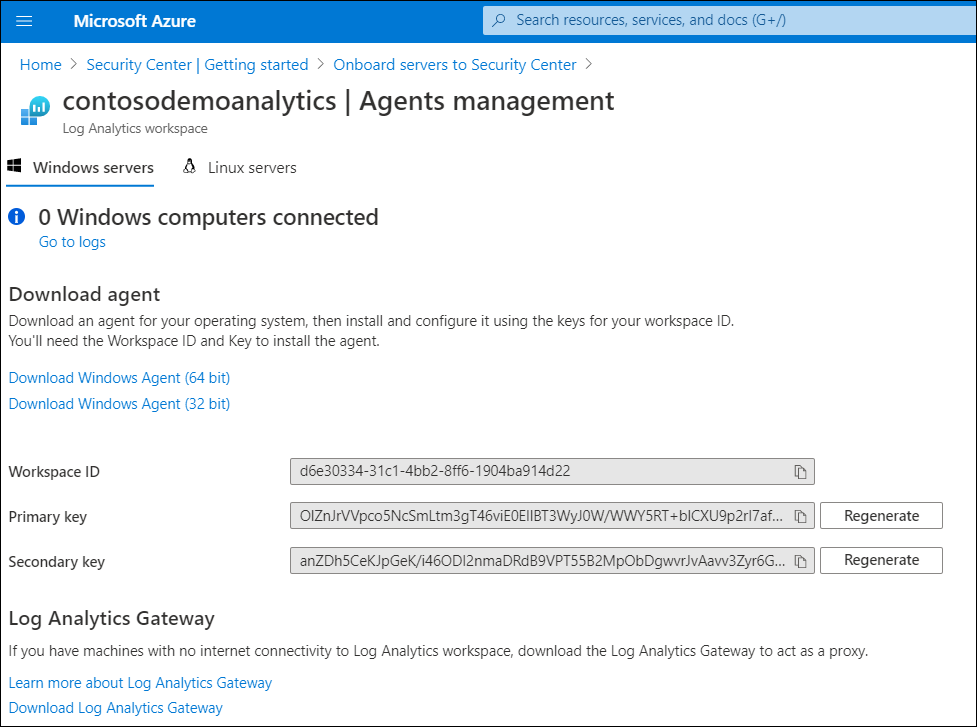 Microsoft Azure
Search resources, services, and docs (G+/)
Home > Security Center | Getting started > Onboard servers to Security Center >
contosodemoanalytics | Agents management
Log Analytics workspace
Windows servers
Linux servers
0 Windows computers connected
Go to logs
Download agent
Download an agent for your operating system, then install and configure it using the keys for your workspace ID.
You'll need the Workspace ID and Key to install the agent.
Download Windows Agent (64 bit)
Download Windows Agent (32 bit)
Workspace ID
d6e30334-31c1-4bb2-8ff6-1904ba914d22
Primary key
OIZnJrVVpco5NcSmLtm3gT46viE0EIIBT3WyJ0W/WWY5RT+bICXU9p2rI7af...
Regenerate
Secondary key
anZDh5CeKJpGeK/i46ODI2nmaDRdB9VPT55B2MpObDgwvrJvAavv3Zyr6G...
Regenerate
Log Analytics Gateway
If you have machines with no internet connectivity to Log Analytics workspace, download the Log Analytics Gateway to act as a proxy.
Learn more about Log Analytics Gateway
Download Log Analytics Gateway